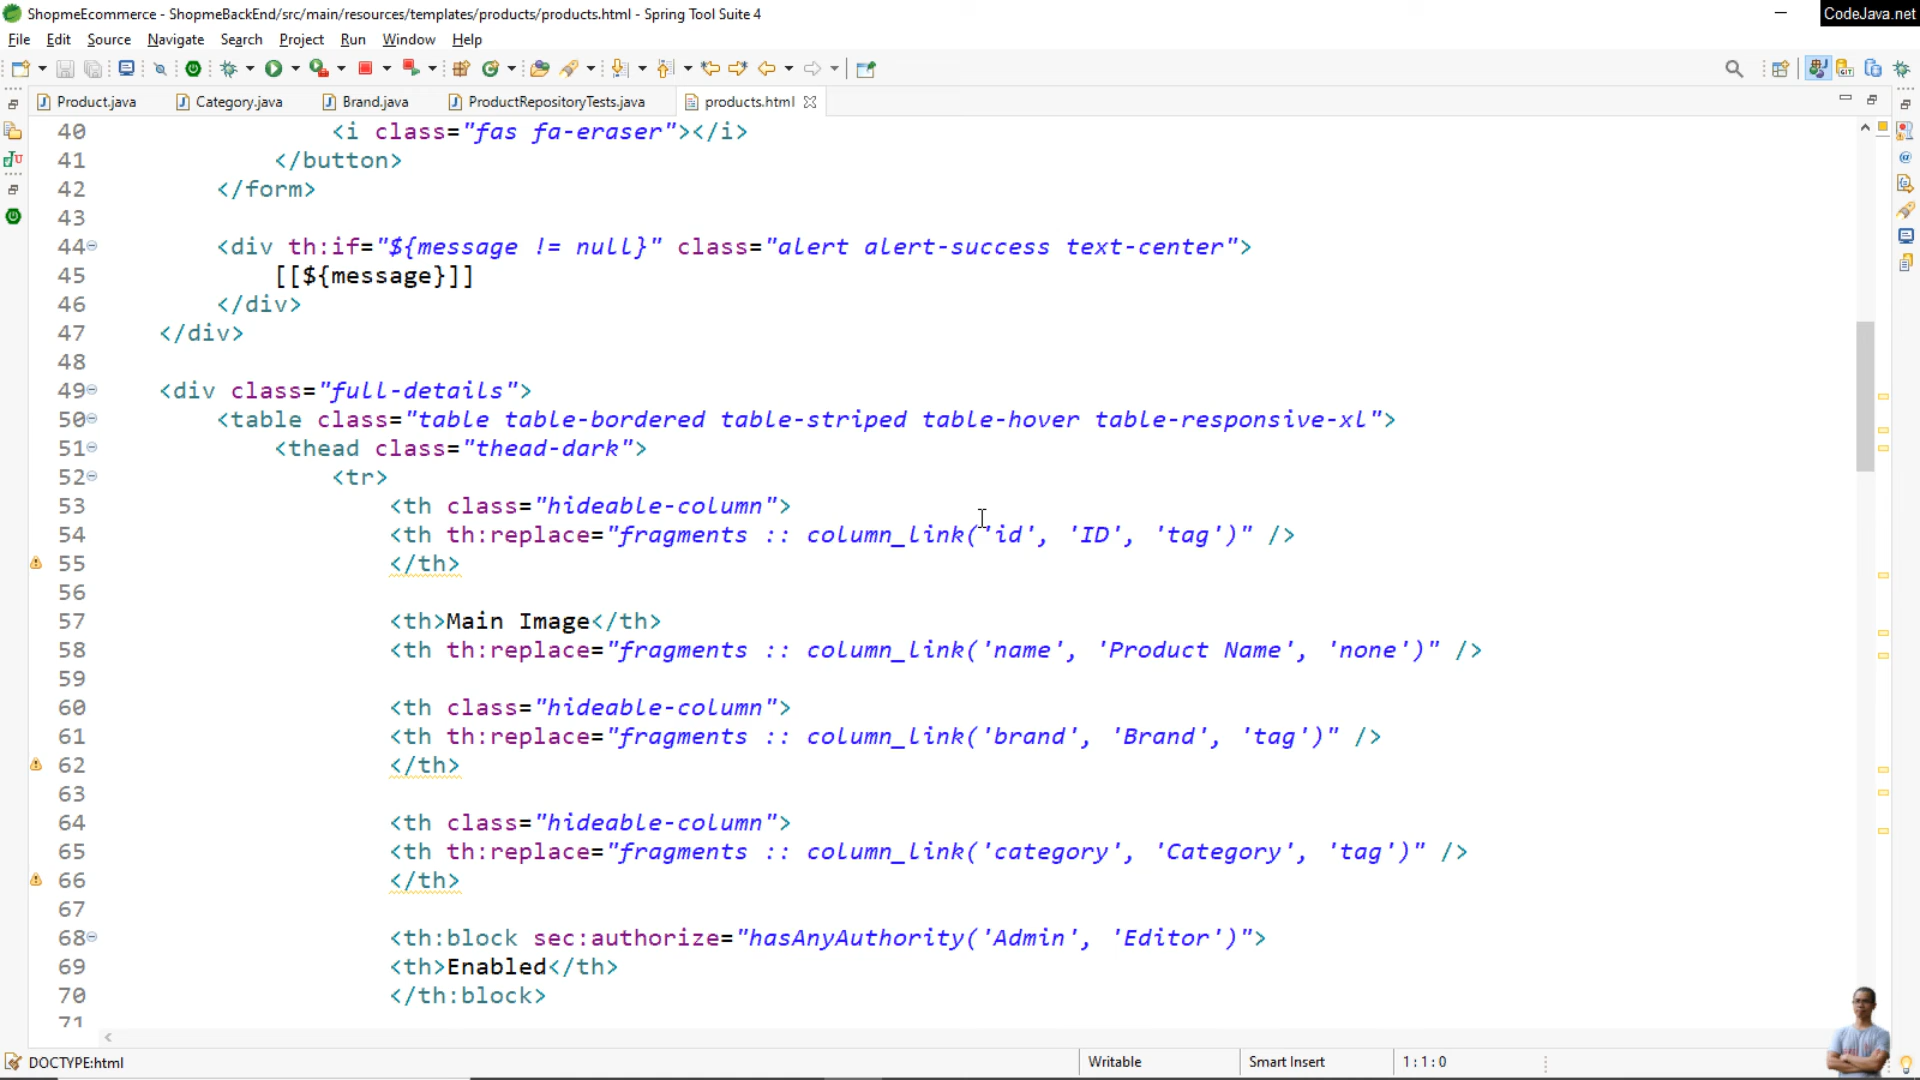 ShopmeEcommerce - ShopmeBackEnd/src/main/resources/templates/products/products.html - Spring Tool Suite 4
CodeJava.net
File Edit Source Navigate Search Project Run Window Help
Product.java Category.java Brand.java ProductRepositoryTests.java products.html
40 <i class="fas fa-eraser"></i>
41 </button>
42 </form>
43
44 <div th:if="${message != null}" class="alert alert-success text-center">
45 [[${message}]]
46 </div>
47 </div>
48
49 <div class="full-details">
50 <table class="table table-bordered table-striped table-hover table-responsive-xl">
51 <thead class="thead-dark">
52 <tr>
53 <th class="hideable-column">
54 <th th:replace="fragments :: column_link('id', 'ID', 'tag')" />
55 </th>
56
57 <th>Main Image</th>
58 <th th:replace="fragments :: column_link('name', 'Product Name', 'none')" />
59
60 <th class="hideable-column">
61 <th th:replace="fragments :: column_link('brand', 'Brand', 'tag')" />
62 </th>
63
64 <th class="hideable-column">
65 <th th:replace="fragments :: column_link('category', 'Category', 'tag')" />
66 </th>
67
68 <th:block sec:authorize="hasAnyAuthority('Admin', 'Editor')">
69 <th>Enabled</th>
70 </th:block>
71
DOCTYPE:html Writable Smart Insert 1:1:0